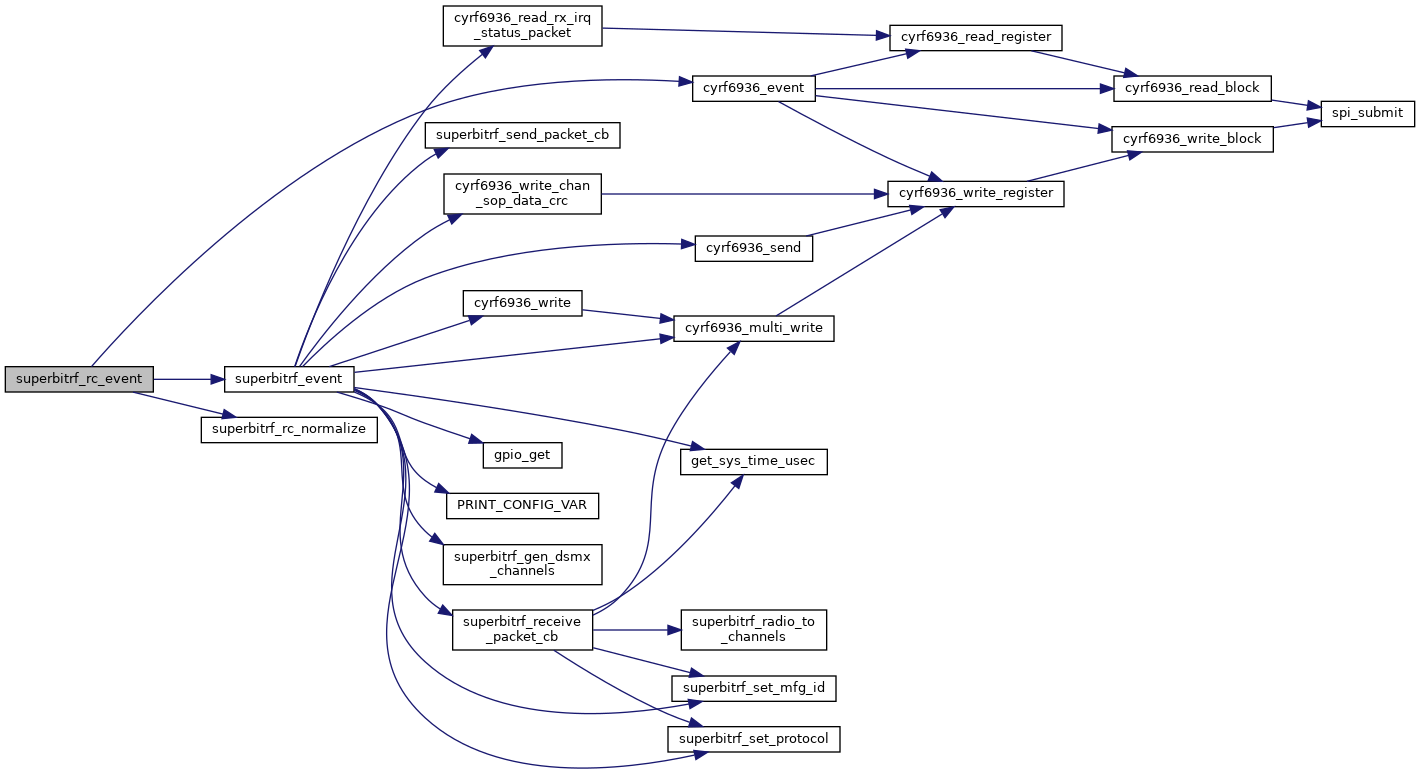 cyrf6936_read_rx_irq
_status_packet
cyrf6936_read_register
cyrf6936_event
cyrf6936_read_block
spi_submit
superbitrf_send_packet_cb
cyrf6936_write_block
cyrf6936_write_chan
_sop_data_crc
cyrf6936_write_register
cyrf6936_send
cyrf6936_write
cyrf6936_multi_write
superbitrf_rc_event
superbitrf_event
superbitrf_rc_normalize
gpio_get
get_sys_time_usec
PRINT_CONFIG_VAR
superbitrf_gen_dsmx
_channels
superbitrf_receive
_packet_cb
superbitrf_radio_to
_channels
superbitrf_set_mfg_id
superbitrf_set_protocol